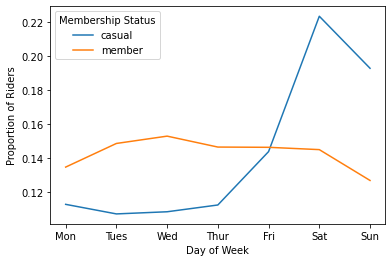 Membership Status
casual
member
Proportion of Riders
0.22
0.20
0.18
0.16
0.14
0.12
Mon Tues Wed Thur Fri Sat Sun
Day of Week